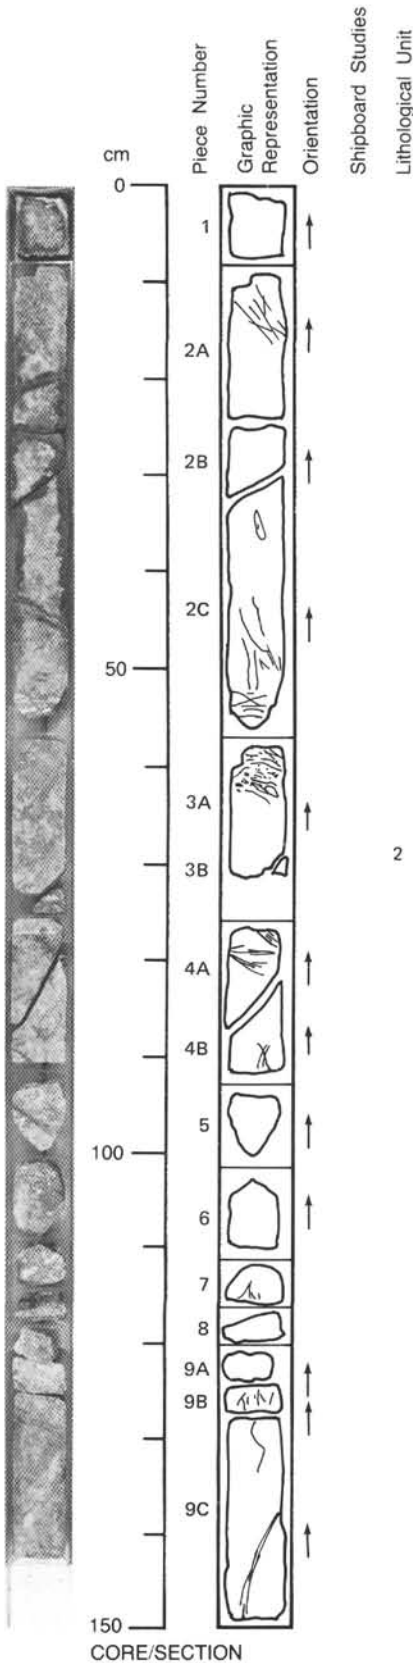 Piece Number
Graphic
Representation
Orientation
Shipboard Studies
Lithological Unit
cm
0
1
2A
2B
2C
50
3A
3B
2
4A
4B
100
5
6
7
8
9A
9B
9C
150
CORE/SECTION